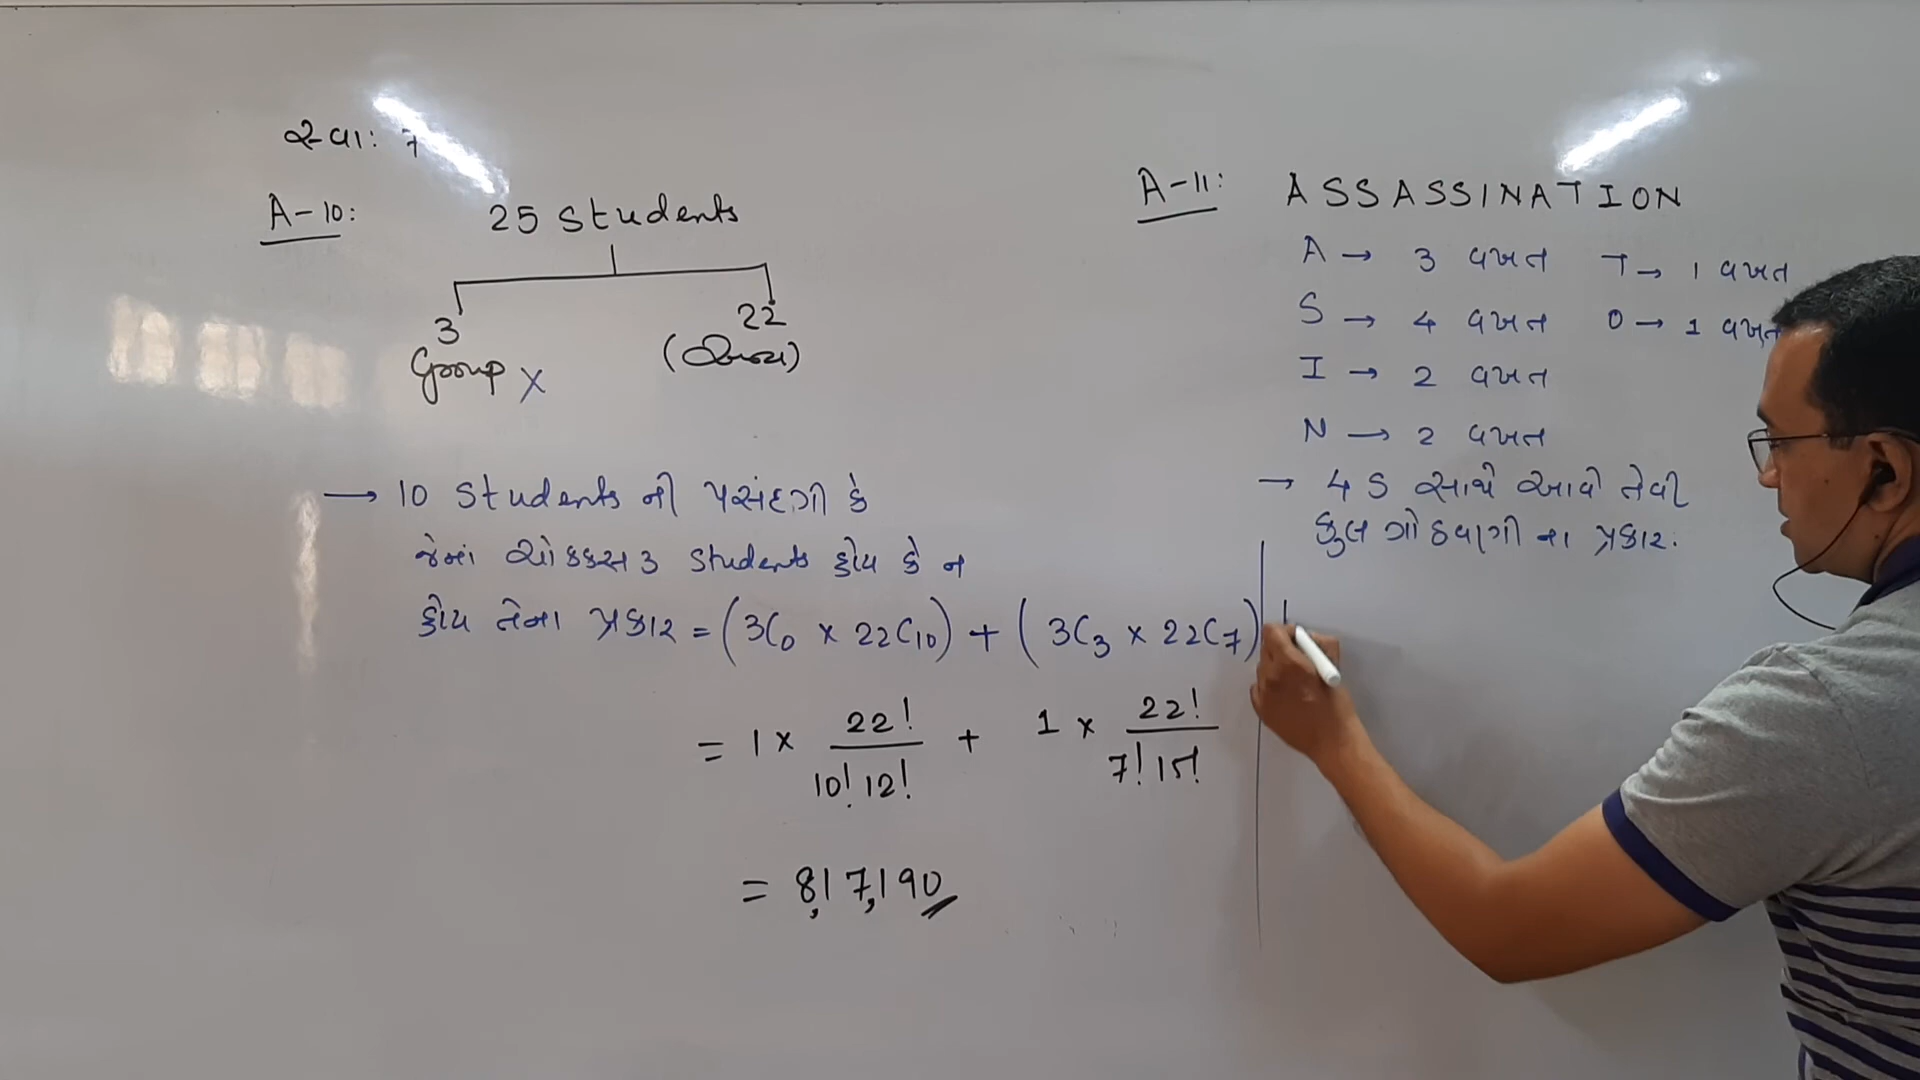 સ્વા: 7
A-10:
25 Students
3
22
Group X
(અન્ય)
→ 10 Students ની પસંદગી કે
જેમાં ચોક્કસ 3 Students હોય કે ન
હોય તેના પ્રકાર = (3C₀ × 22C₁₀) + (3C₃ × 22C₇)
= 1 × 22! / 10! 12! + 1 × 22! / 7! 15!
= 8,17,190
A-11: ASSASSINATION
A → 3 વખત T → 1 વખત
S → 4 વખત O → 1 વખત
I → 2 વખત
N → 2 વખત
→ 4 S સાથે આવે તેવી
કુલ ગોઠવણી ના પ્રકાર: